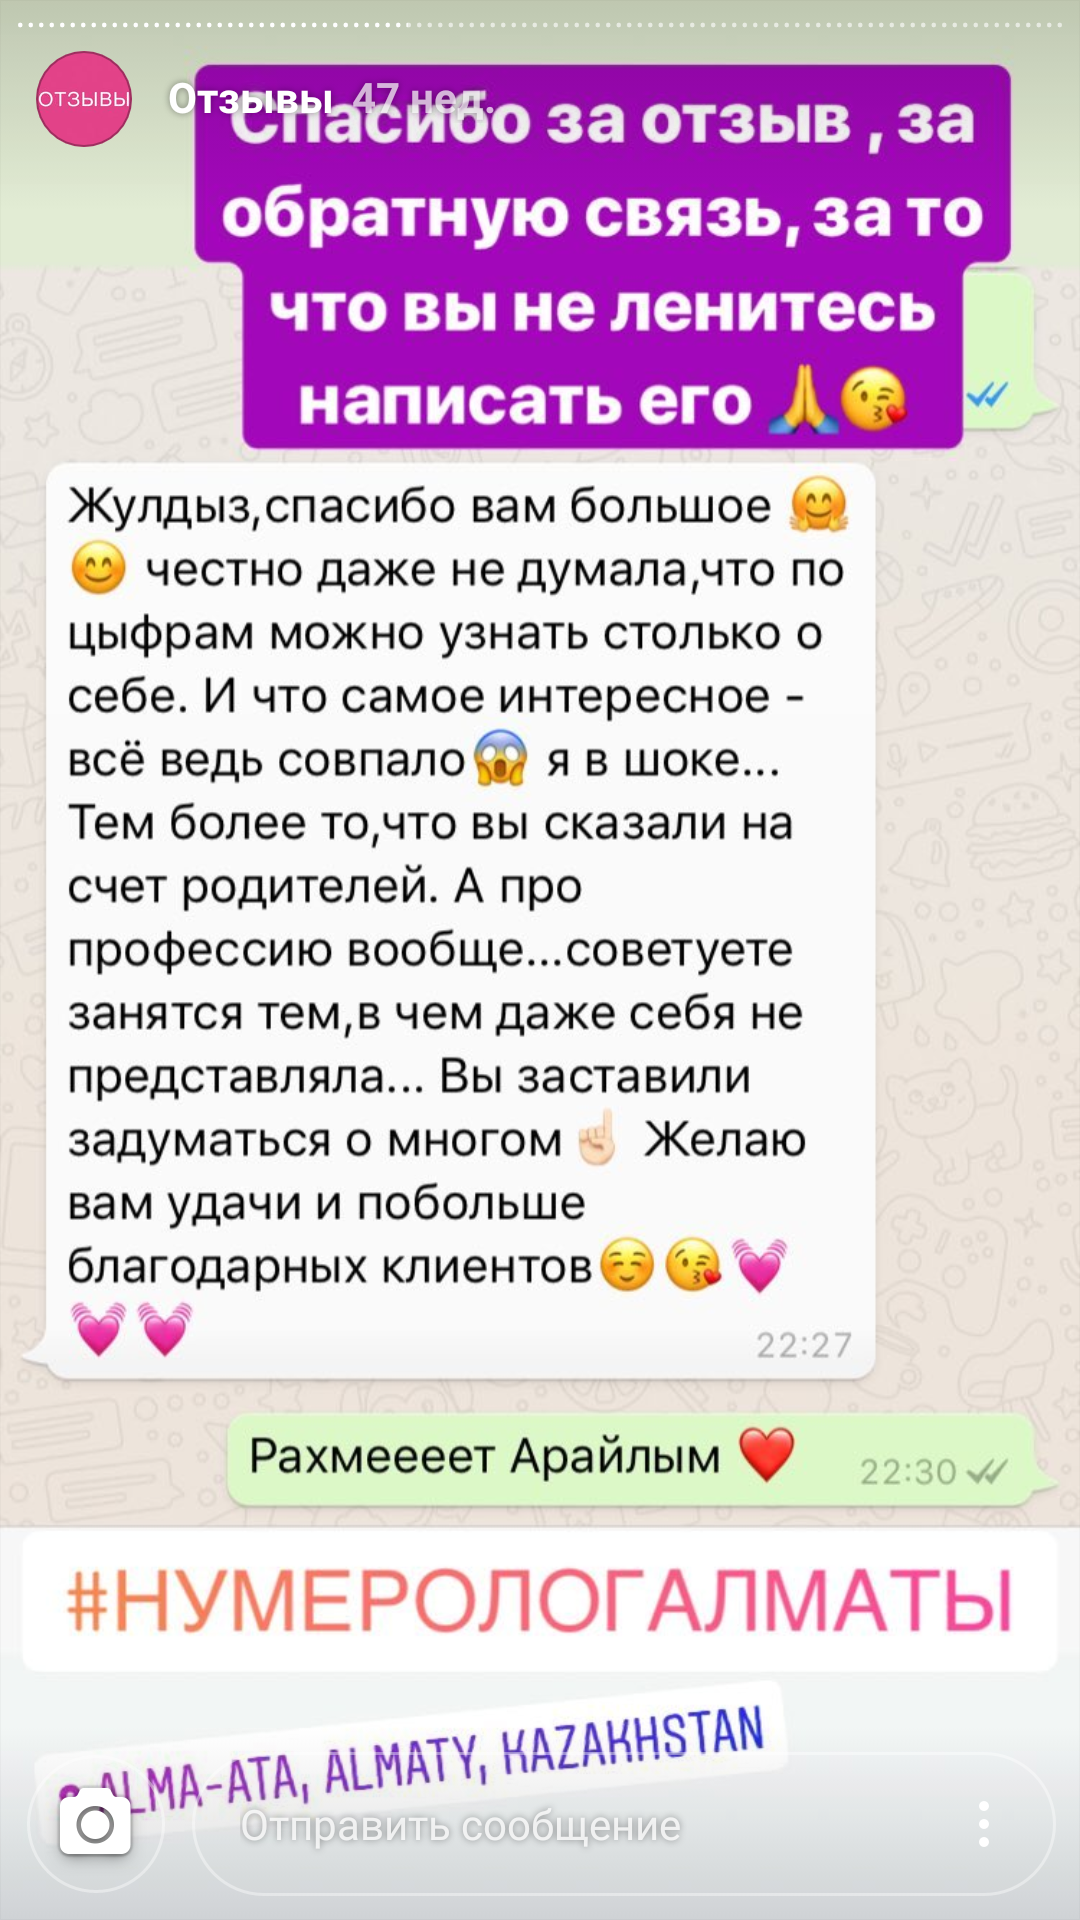 ОТЗЫВЫ
Отзывы 47 нед.
Спасибо за отзыв , за
обратную связь, за то
что вы не ленитесь
написать его 🙏😘
Жулдыз,спасибо вам большое 🤗
😊 честно даже не думала,что по
цыфрам можно узнать столько о
себе. И что самое интересное -
всё ведь совпало😱 я в шоке...
Тем более то,что вы сказали на
счет родителей. А про
профессию вообще...советуете
занятся тем,в чем даже себя не
представляла... Вы заставили
задуматься о многом☝🏻 Желаю
вам удачи и побольше
благодарных клиентов☺️😘💓
💓💓
22:27
Рахмеееет Арайлым ❤️
22:30
#НУМЕРОЛОГАЛМАТЫ
ALMA-ATA, ALMATY, KAZAKHSTAN
Отправить сообщение